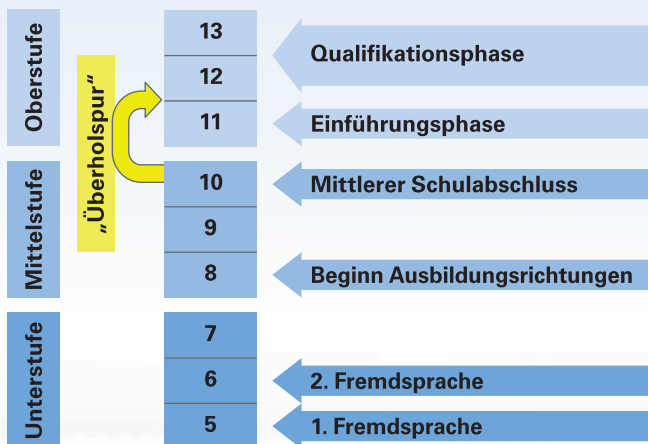 Oberstufe
„Überholspur“
13
12
11
Qualifikationsphase
Einführungsphase
Mittelstufe
10
9
8
Mittlerer Schulabschluss
Beginn Ausbildungsrichtungen
Unterstufe
7
6
5
2. Fremdsprache
1. Fremdsprache